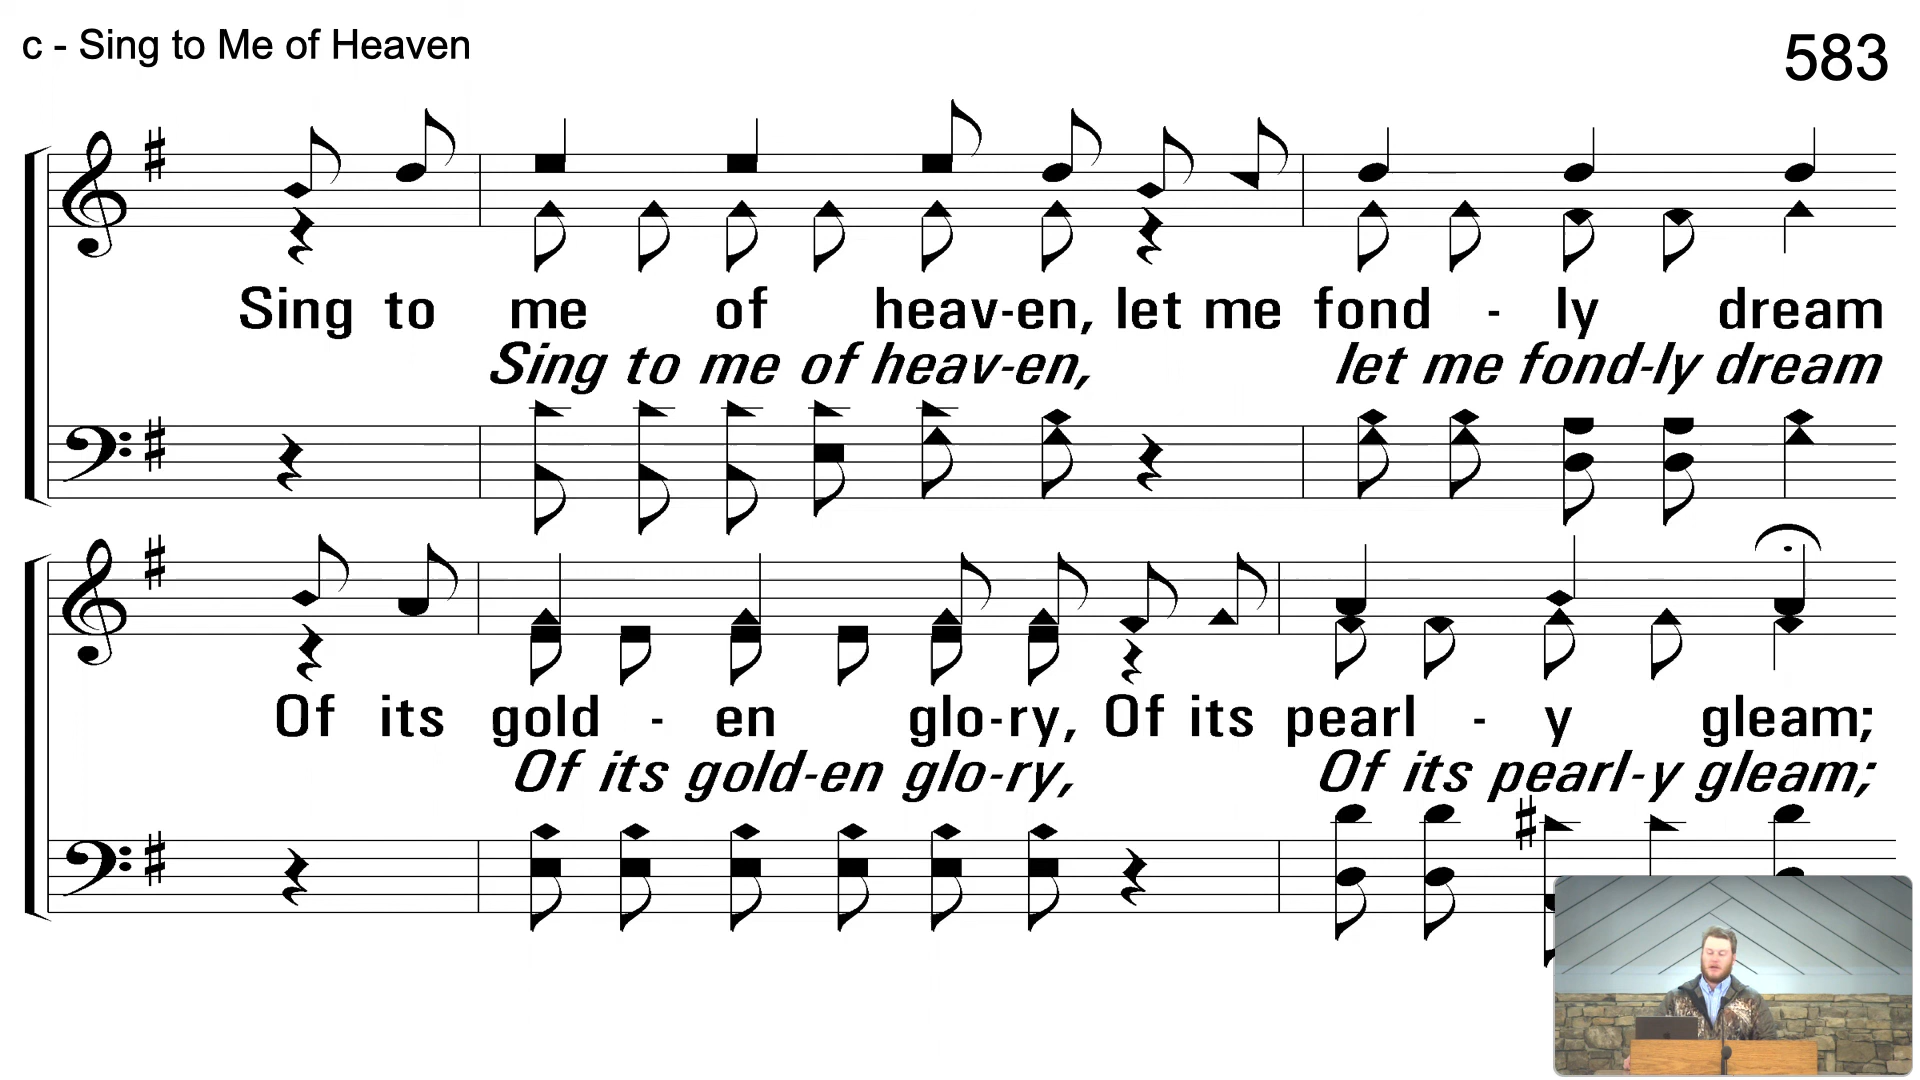 c - Sing to Me of Heaven
583
Sing to me of heav-en, let me fond - ly dream
Sing to me of heav-en, let me fond-ly dream
Of its gold - en glo-ry, Of its pearl - y gleam;
Of its gold-en glo-ry, Of its pearl-y gleam;